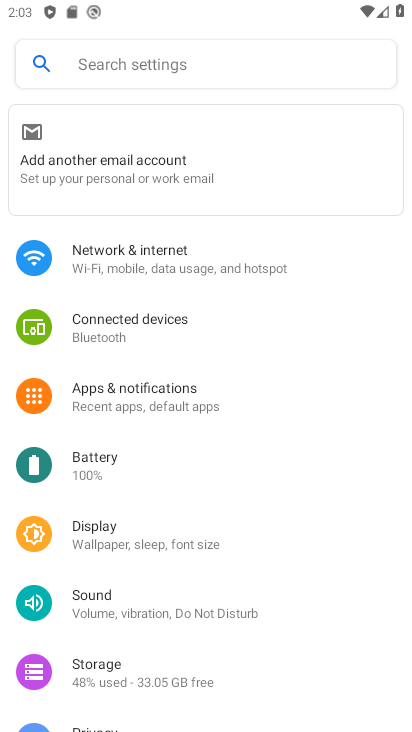 2:03
Search settings
Add another email account
Set up your personal or work email
Network & internet
Wi-Fi, mobile, data usage, and hotspot
Connected devices
Bluetooth
Apps & notifications
Recent apps, default apps
Battery
100%
Display
Wallpaper, sleep, font size
Sound
Volume, vibration, Do Not Disturb
Storage
48% used - 33.05 GB free
Privacy